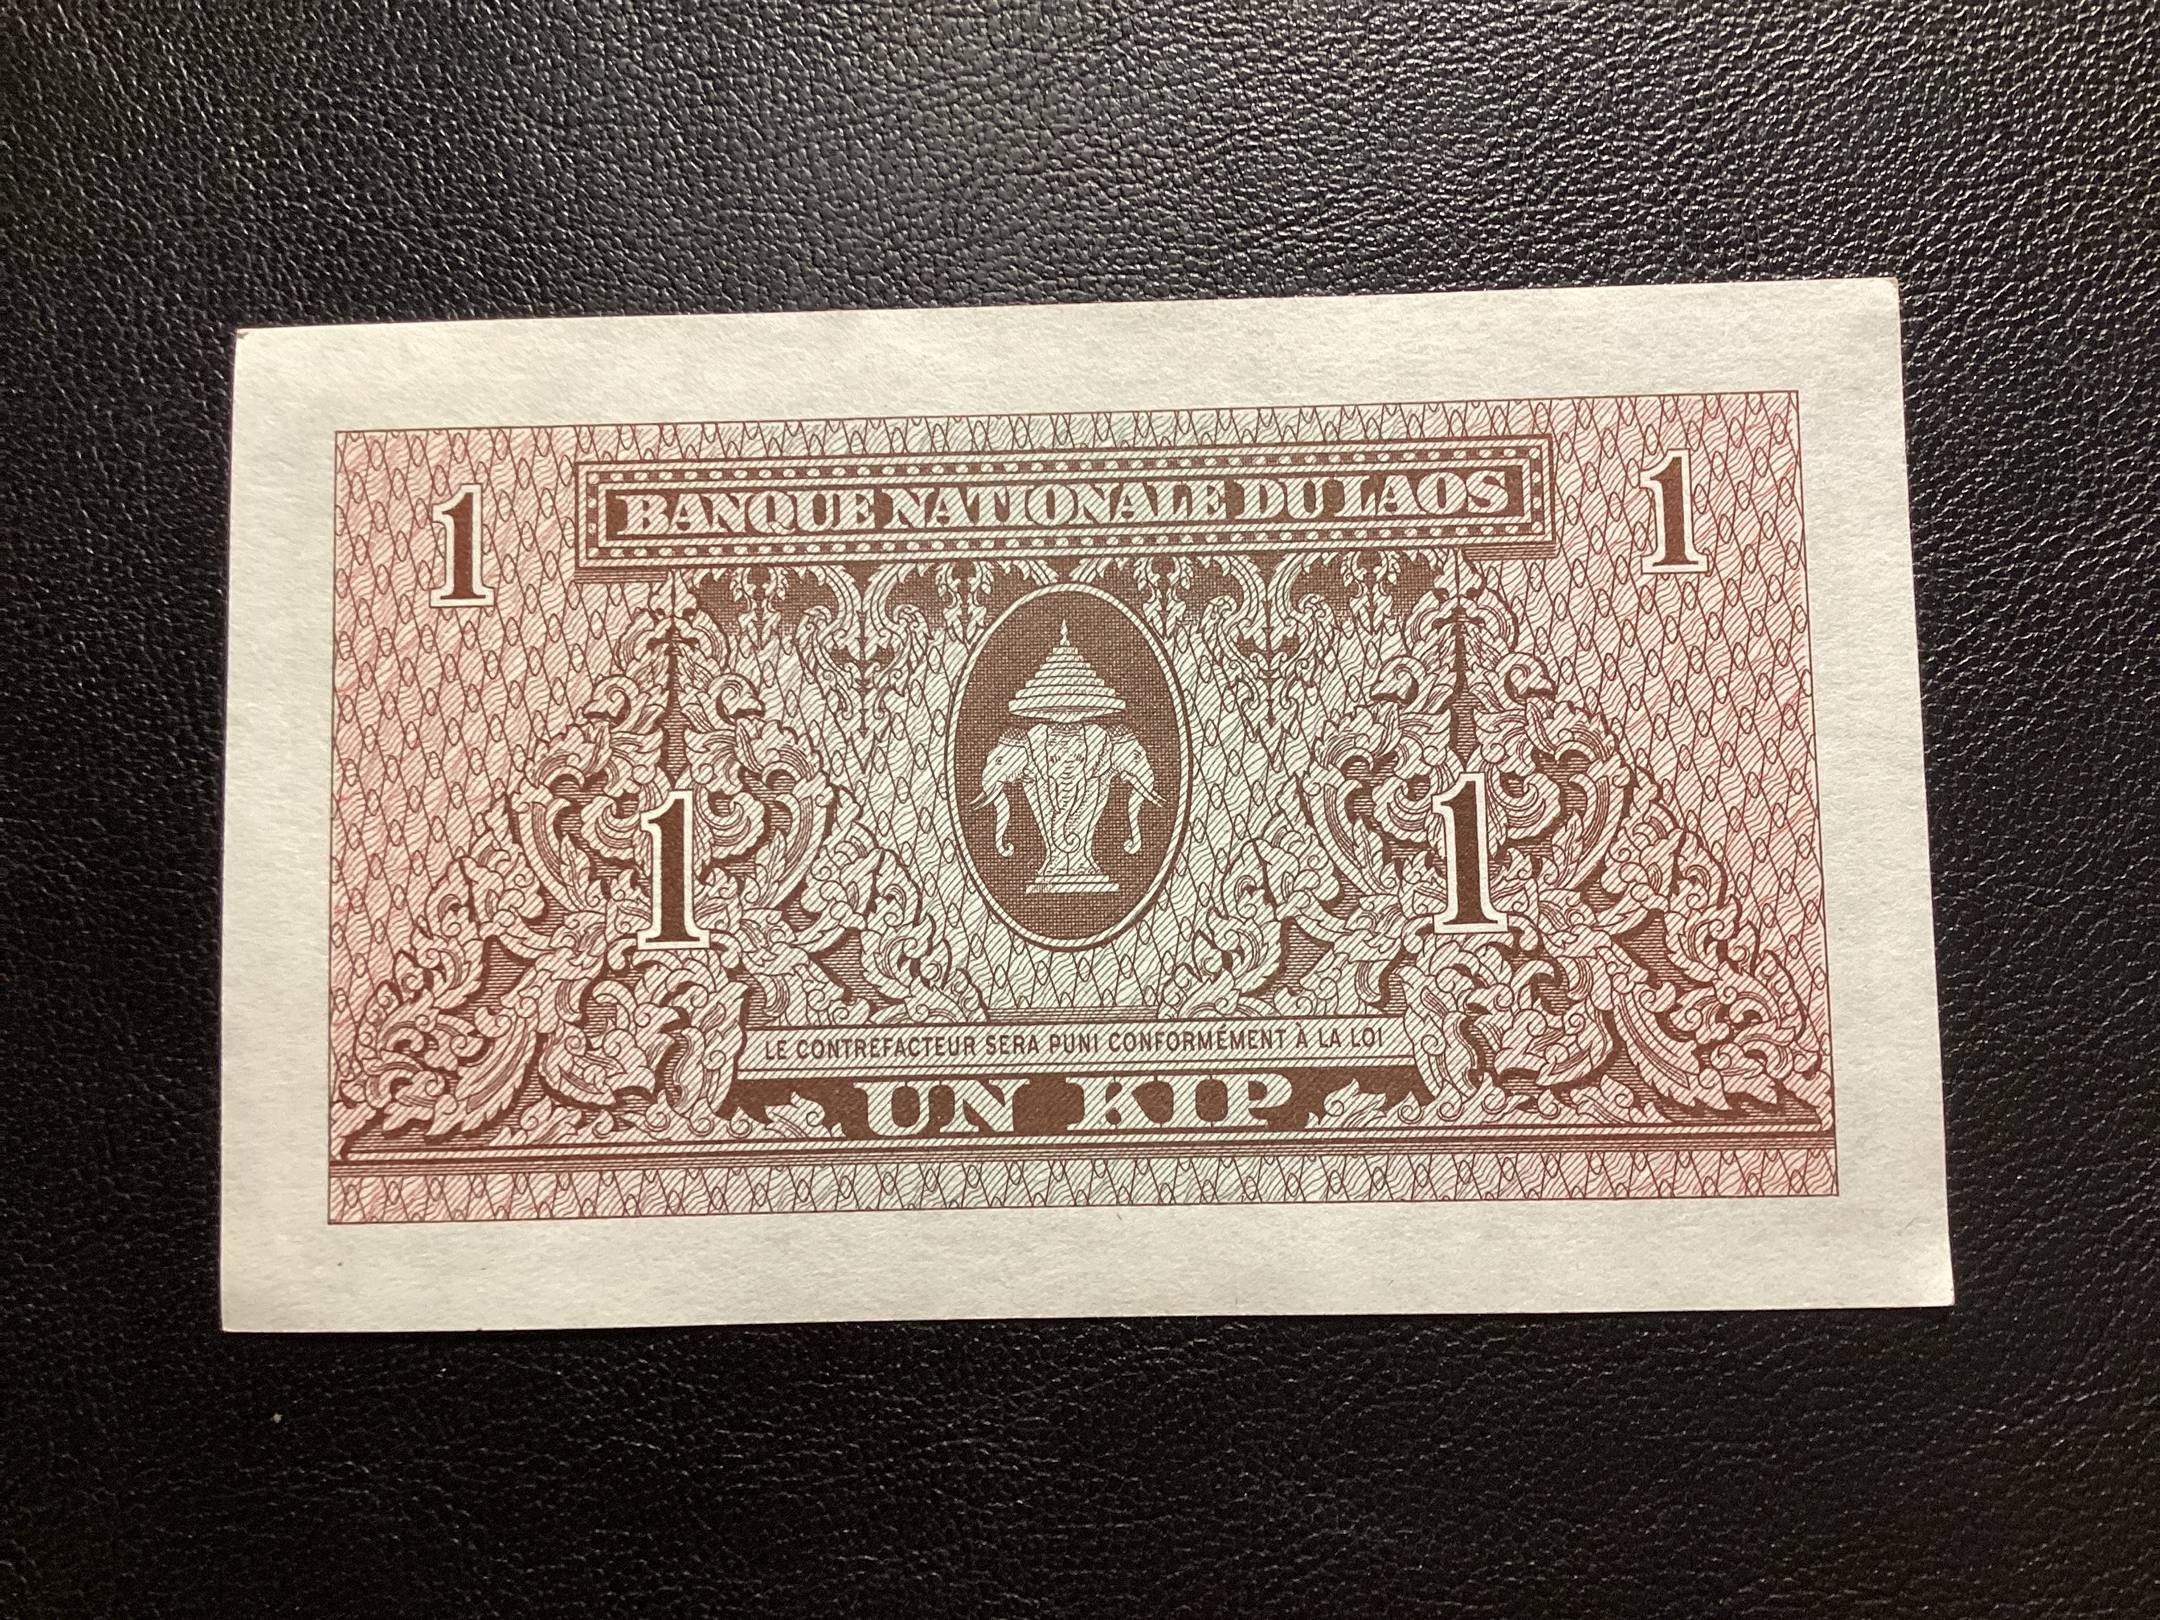 BANQUE NATIONALE DU LAOS
1 1
1 1
LE CONTREFACTEUR SERA PUNI CONFORMÉMENT À LA LOI
UN KIP